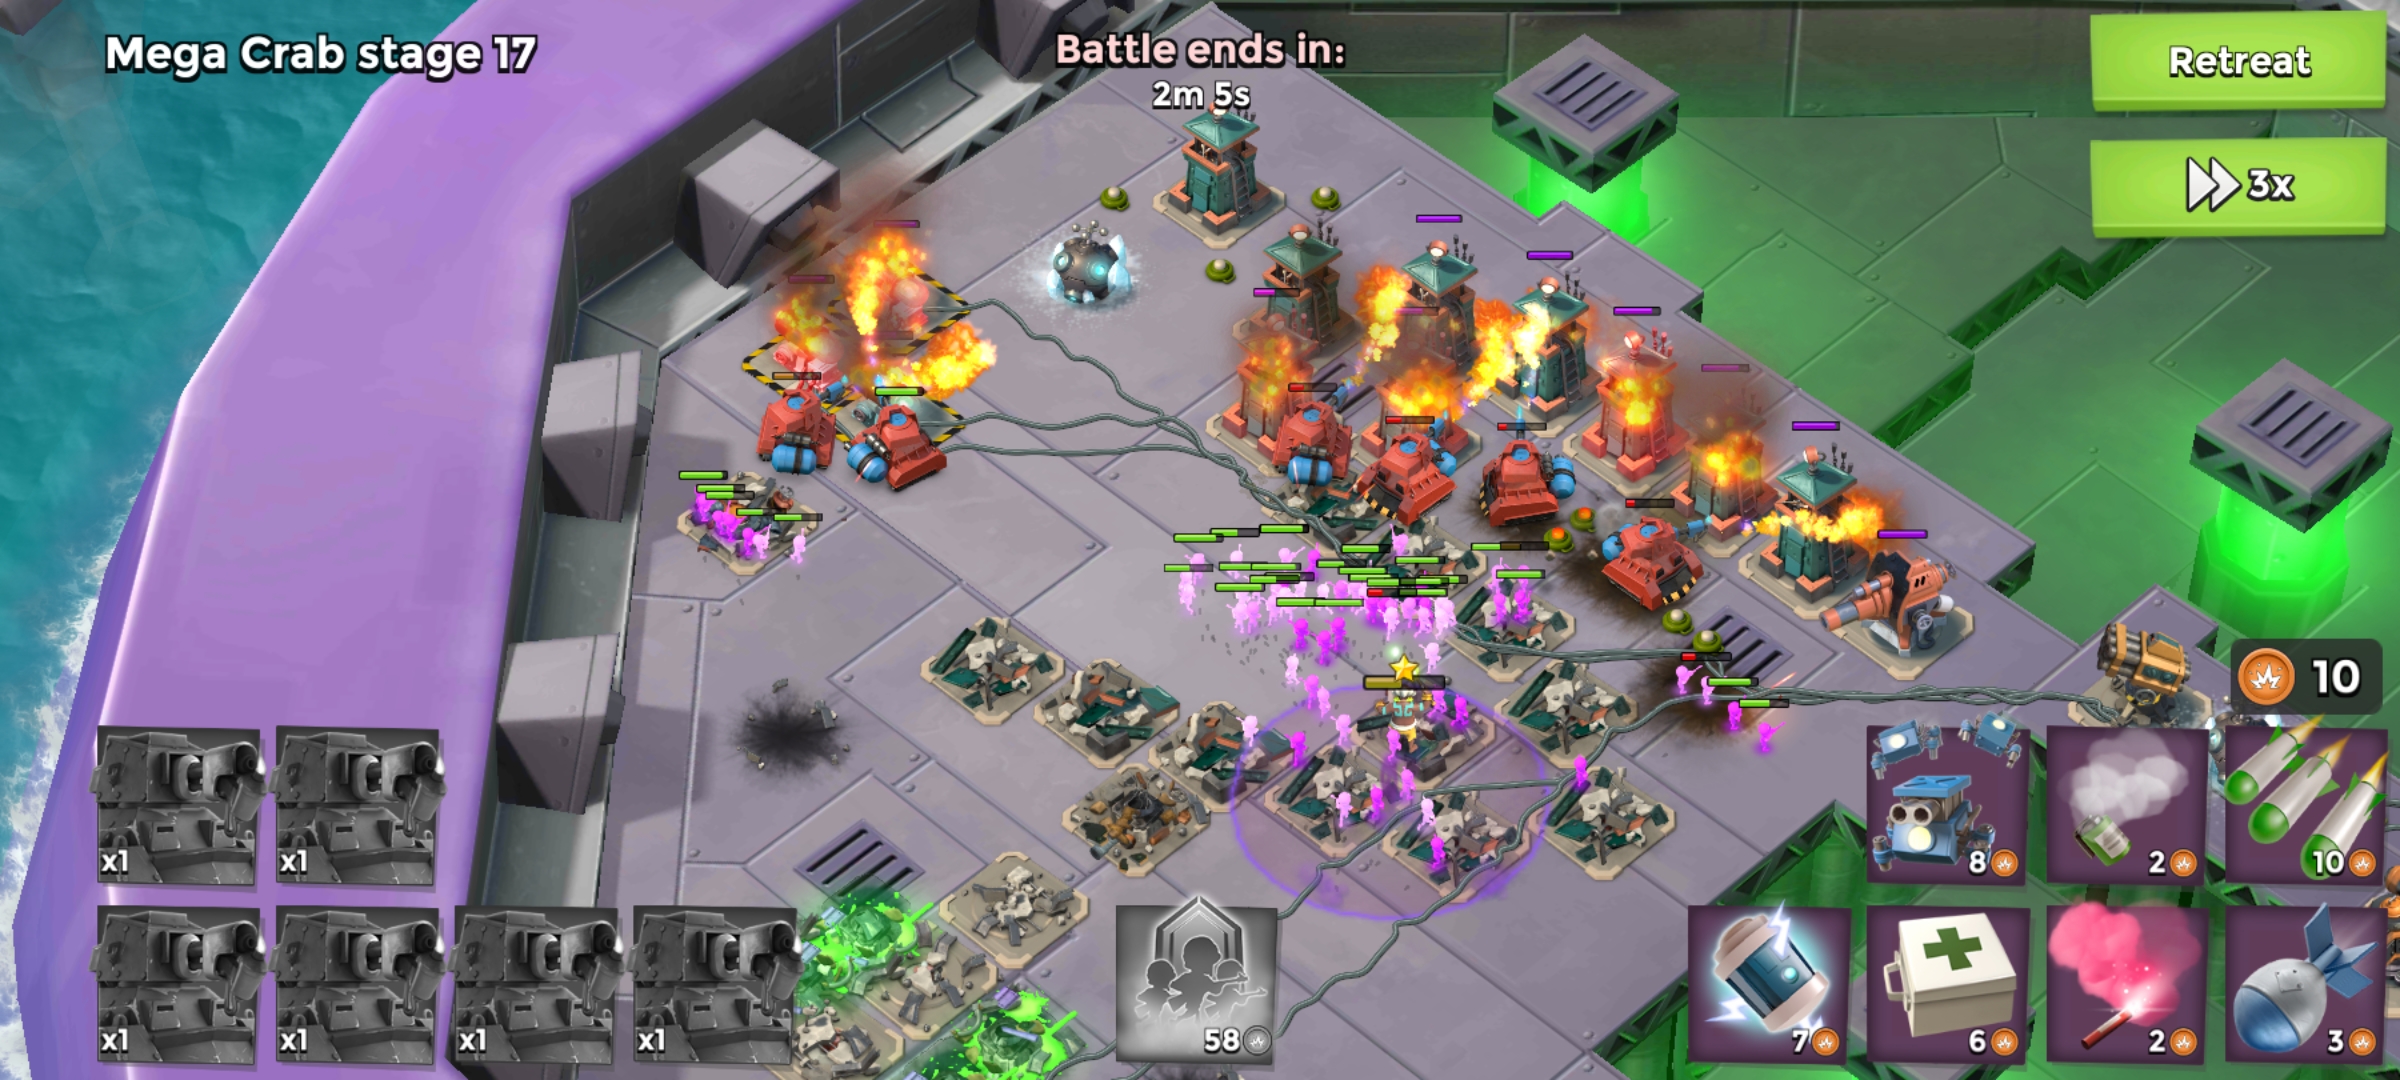 Mega Crab stage 17
Battle ends in:
2m 5s
Retreat
3x
52
10
8
2
10
x1
x1
x1
x1
x1
x1
58
7
6
2
3